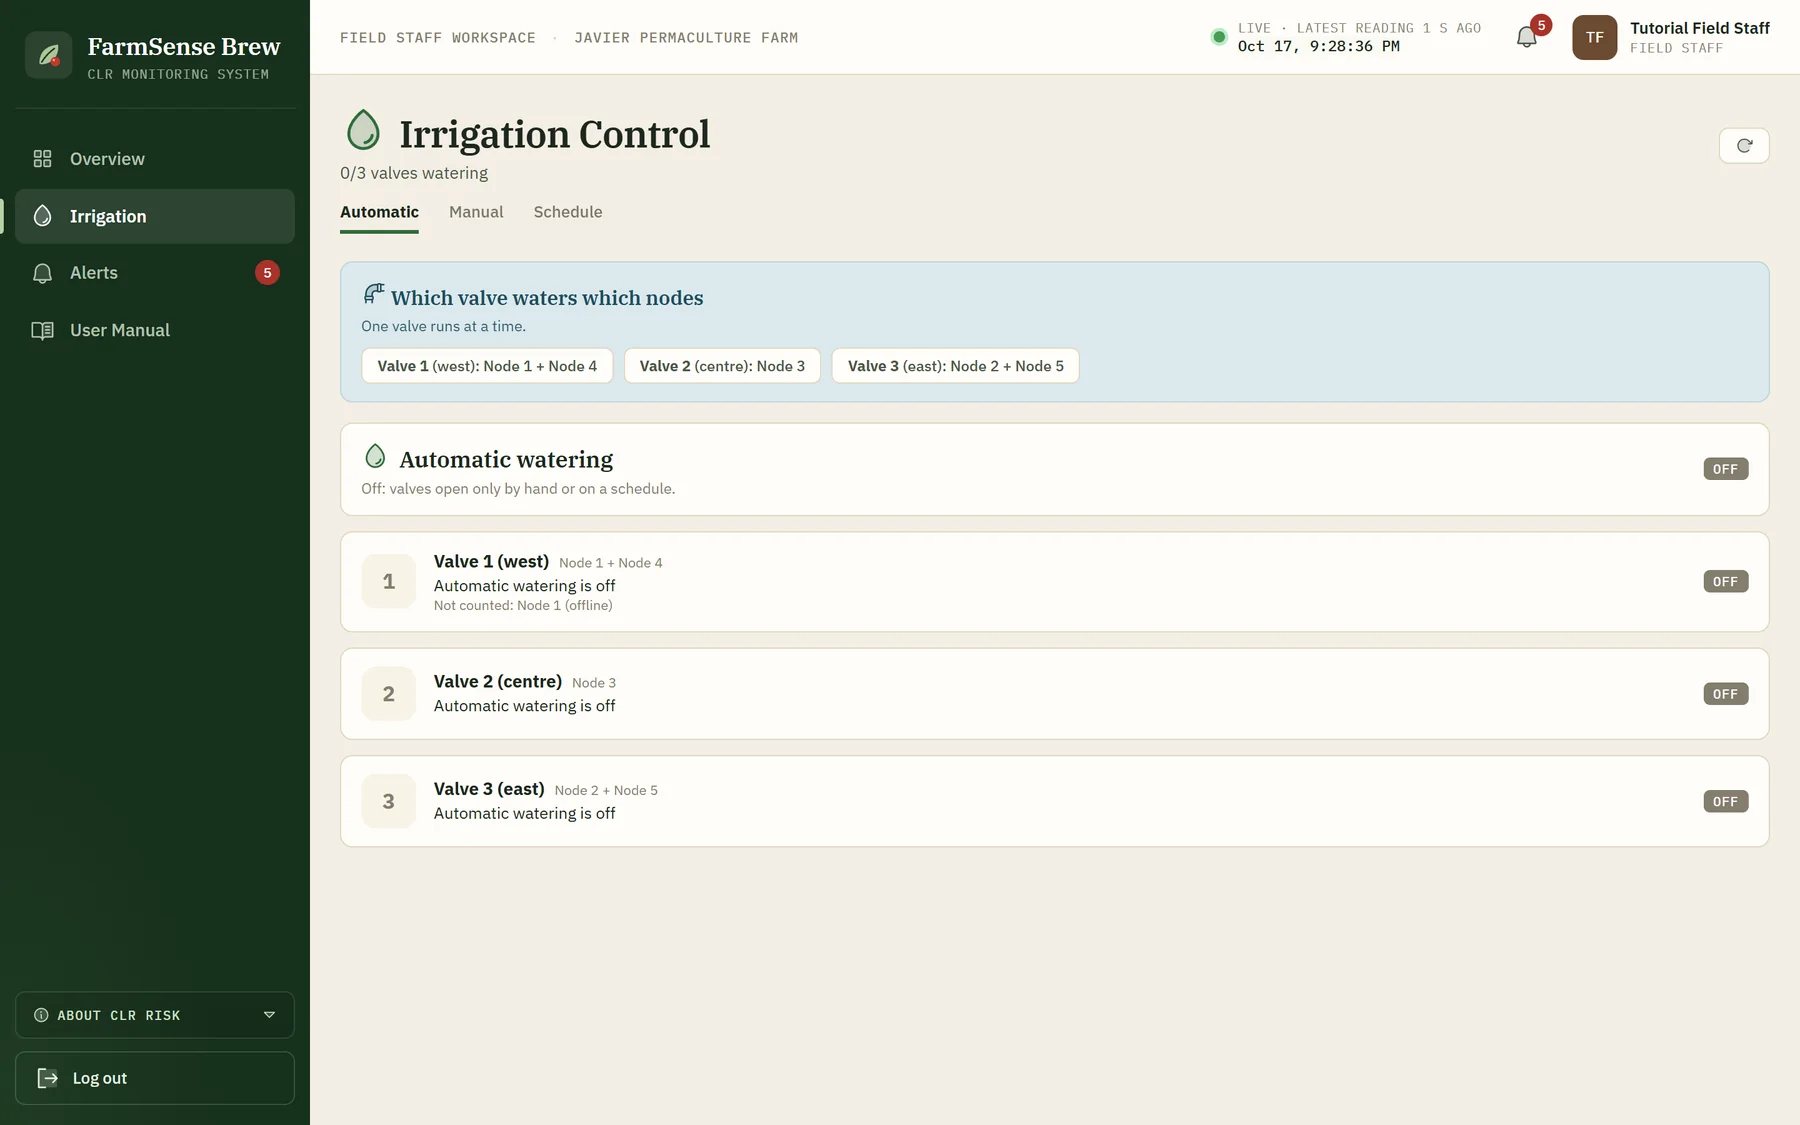 FarmSense Brew
CLR MONITORING SYSTEM
Overview
Irrigation
Alerts
5
User Manual
ABOUT CLR RISK
Log out
FIELD STAFF WORKSPACE · JAVIER PERMACULTURE FARM
LIVE · LATEST READING 1 S AGO
Oct 17, 9:28:36 PM
5
TF
Tutorial Field Staff
FIELD STAFF
Irrigation Control
0/3 valves watering
Automatic
Manual
Schedule
Which valve waters which nodes
One valve runs at a time.
Valve 1 (west): Node 1 + Node 4
Valve 2 (centre): Node 3
Valve 3 (east): Node 2 + Node 5
Automatic watering
Off: valves open only by hand or on a schedule.
OFF
1
Valve 1 (west) Node 1 + Node 4
Automatic watering is off
Not counted: Node 1 (offline)
OFF
2
Valve 2 (centre) Node 3
Automatic watering is off
OFF
3
Valve 3 (east) Node 2 + Node 5
Automatic watering is off
OFF